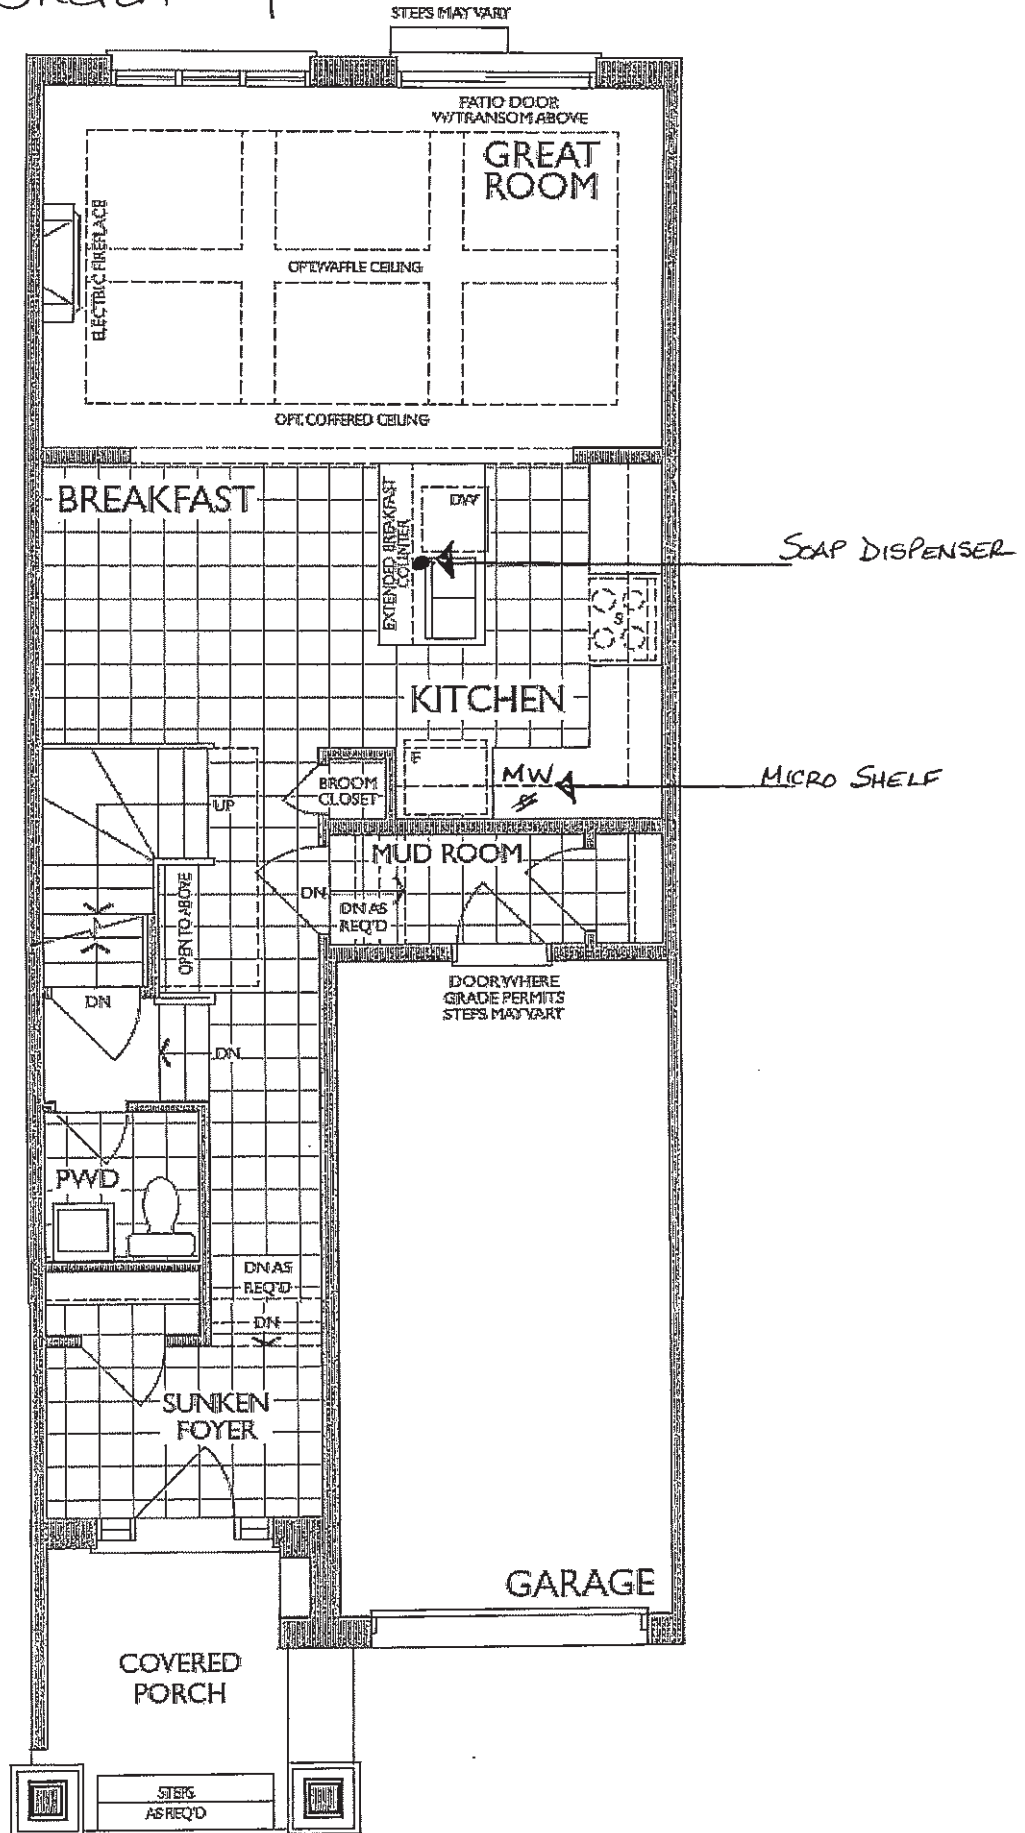 STEPS MAY VARY
PATIO DOOR
W/TRANSOM ABOVE
GREAT
ROOM
ELECTRIC FIREPLACE
OPT.WAFFLE CEILING
OPT. COFFERED CEILING
BREAKFAST
EXTENDED BREAKFAST
COUNTER
DW
SOAP DISPENSER
S
KITCHEN
F
MW
MICRO SHELF
BROOM
CLOSET
UP
MUD ROOM
DN
DN AS
REQ'D
OPEN TO ABOVE
DN
DOOR WHERE
GRADE PERMITS
STEPS MAY VARY
DN
PWD
DN AS
REQ'D
DN
SUNKEN
FOYER
GARAGE
COVERED
PORCH
STEPS
AS REQ'D